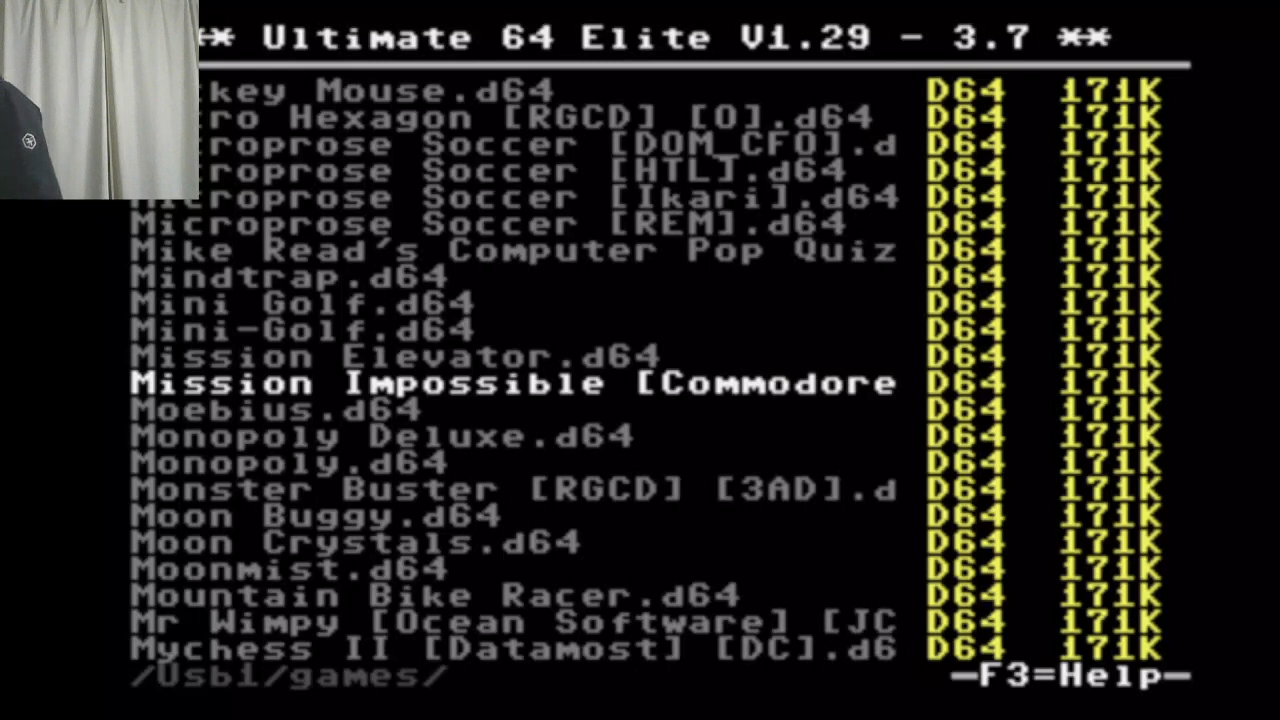 ** Ultimate 64 Elite V1.29 - 3.7 **
key Mouse.d64 D64 171K
ro Hexagon [RGCD] [O].d64 D64 171K
roprose Soccer [DOM_CFO].d D64 171K
roprose Soccer [HTL].d64 D64 171K
croprose Soccer [Ikari].d64 D64 171K
Microprose Soccer [REM].d64 D64 171K
Mike Read's Computer Pop Quiz D64 171K
Mindtrap.d64 D64 171K
Mini Golf.d64 D64 171K
Mini-Golf.d64 D64 171K
Mission Elevator.d64 D64 171K
Mission Impossible [Commodore D64 171K
Moebius.d64 D64 171K
Monopoly Deluxe.d64 D64 171K
Monopoly.d64 D64 171K
Monster Buster [RGCD] [3AD].d D64 171K
Moon Buggy.d64 D64 171K
Moon Crystals.d64 D64 171K
Moonmist.d64 D64 171K
Mountain Bike Racer.d64 D64 171K
Mr Wimpy [Ocean Software] [JC D64 171K
Mychess II [Datamost] [DC].d6 D64 171K
/Usb1/games/ -F3=Help-